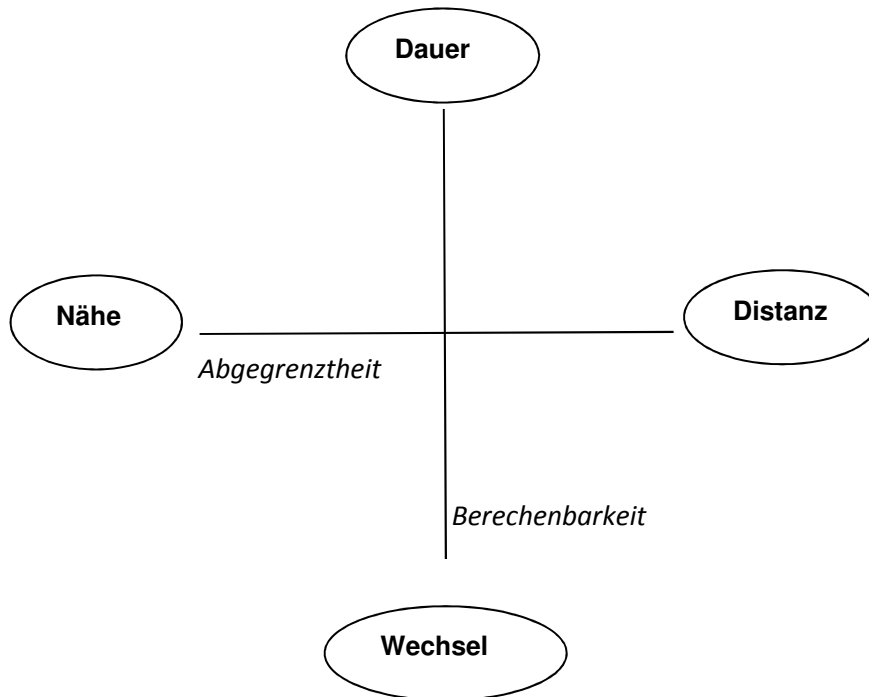 Dauer
Nähe
Distanz
Abgegrenztheit
Berechenbarkeit
Wechsel